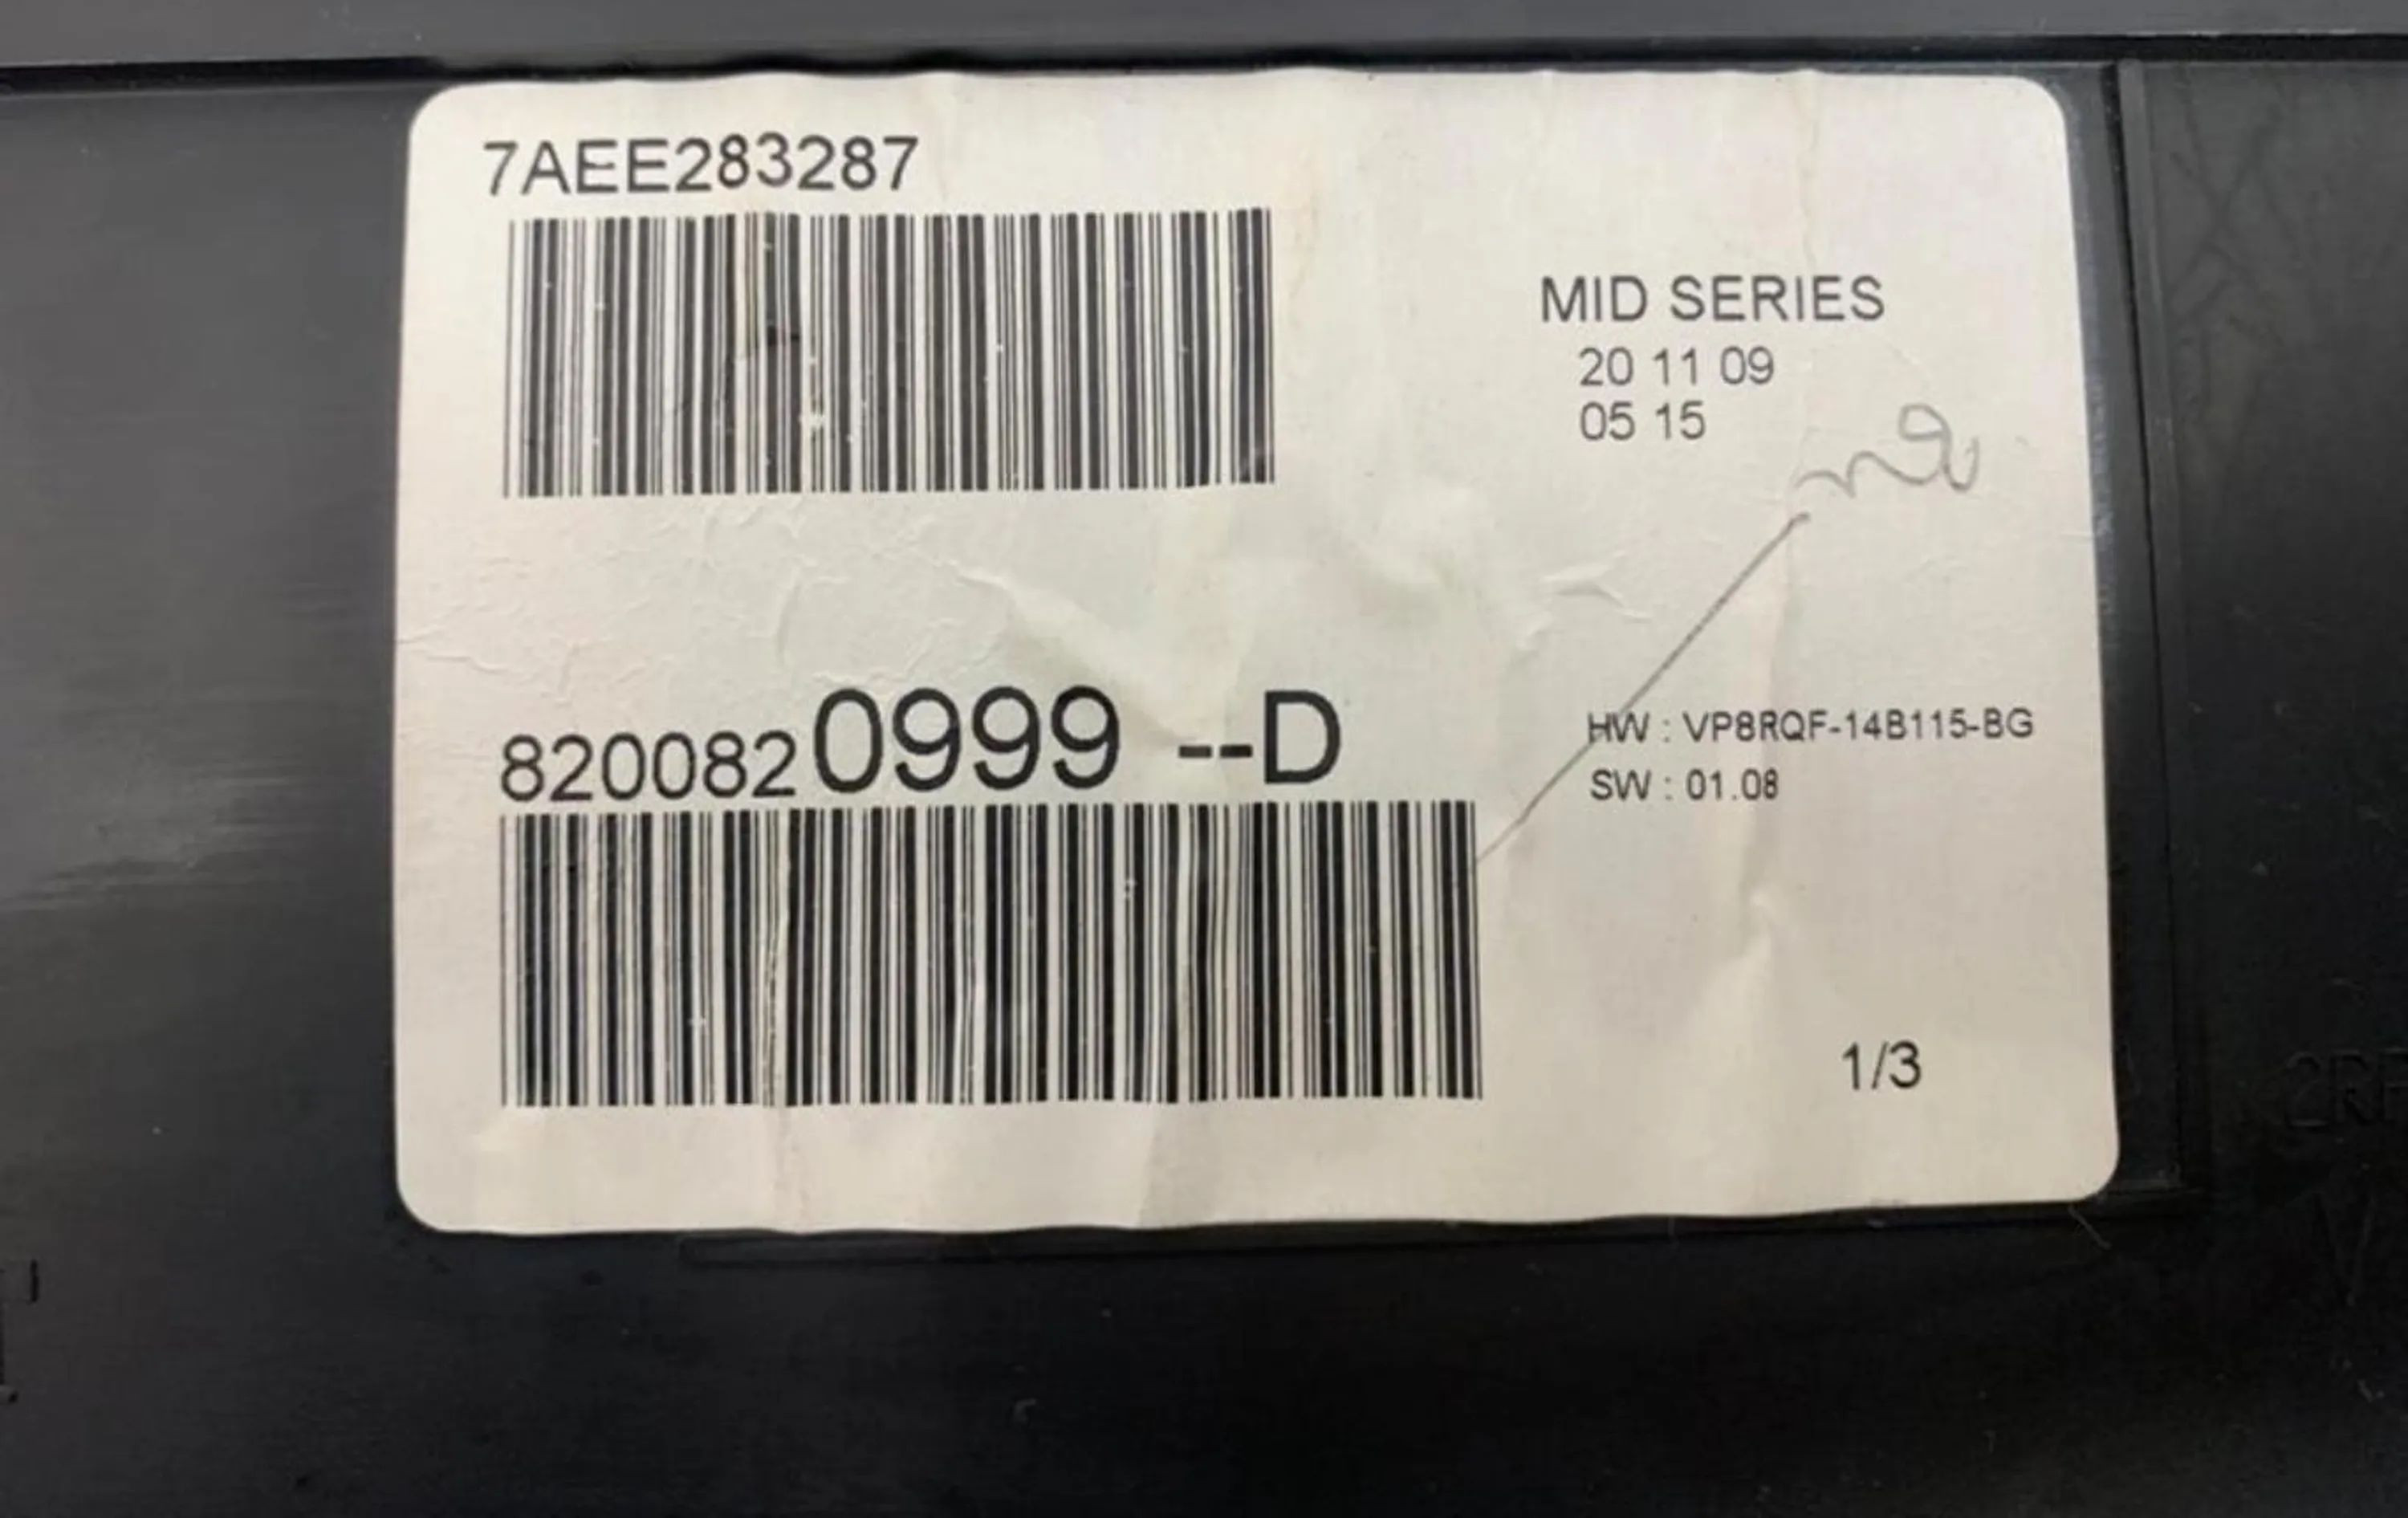 7AEE283287
MID SERIES
20 11 09
05 15
8200820999 --D
HW : VP8RQF-14B115-BG
SW : 01.08
1/3